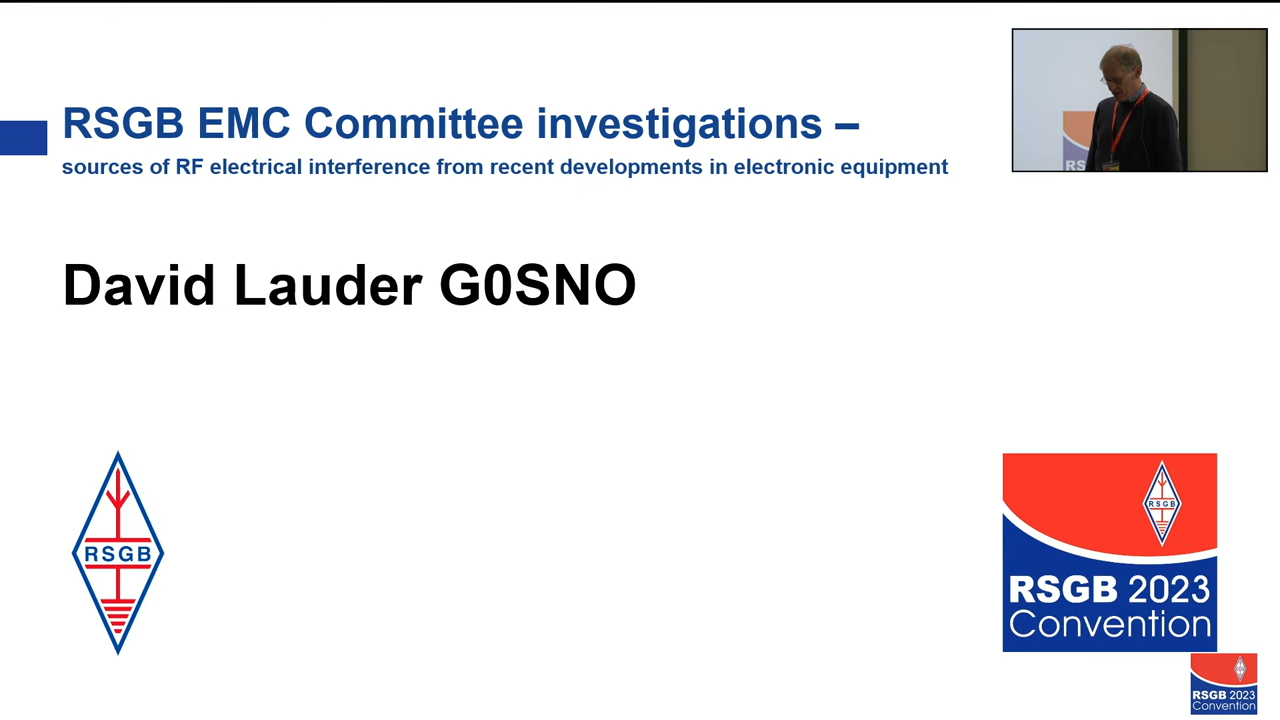 RSGB EMC Committee investigations –
sources of RF electrical interference from recent developments in electronic equipment
David Lauder G0SNO
RSGB
RSGB
RSGB 2023
Convention
RS
RSGB 2023
Convention